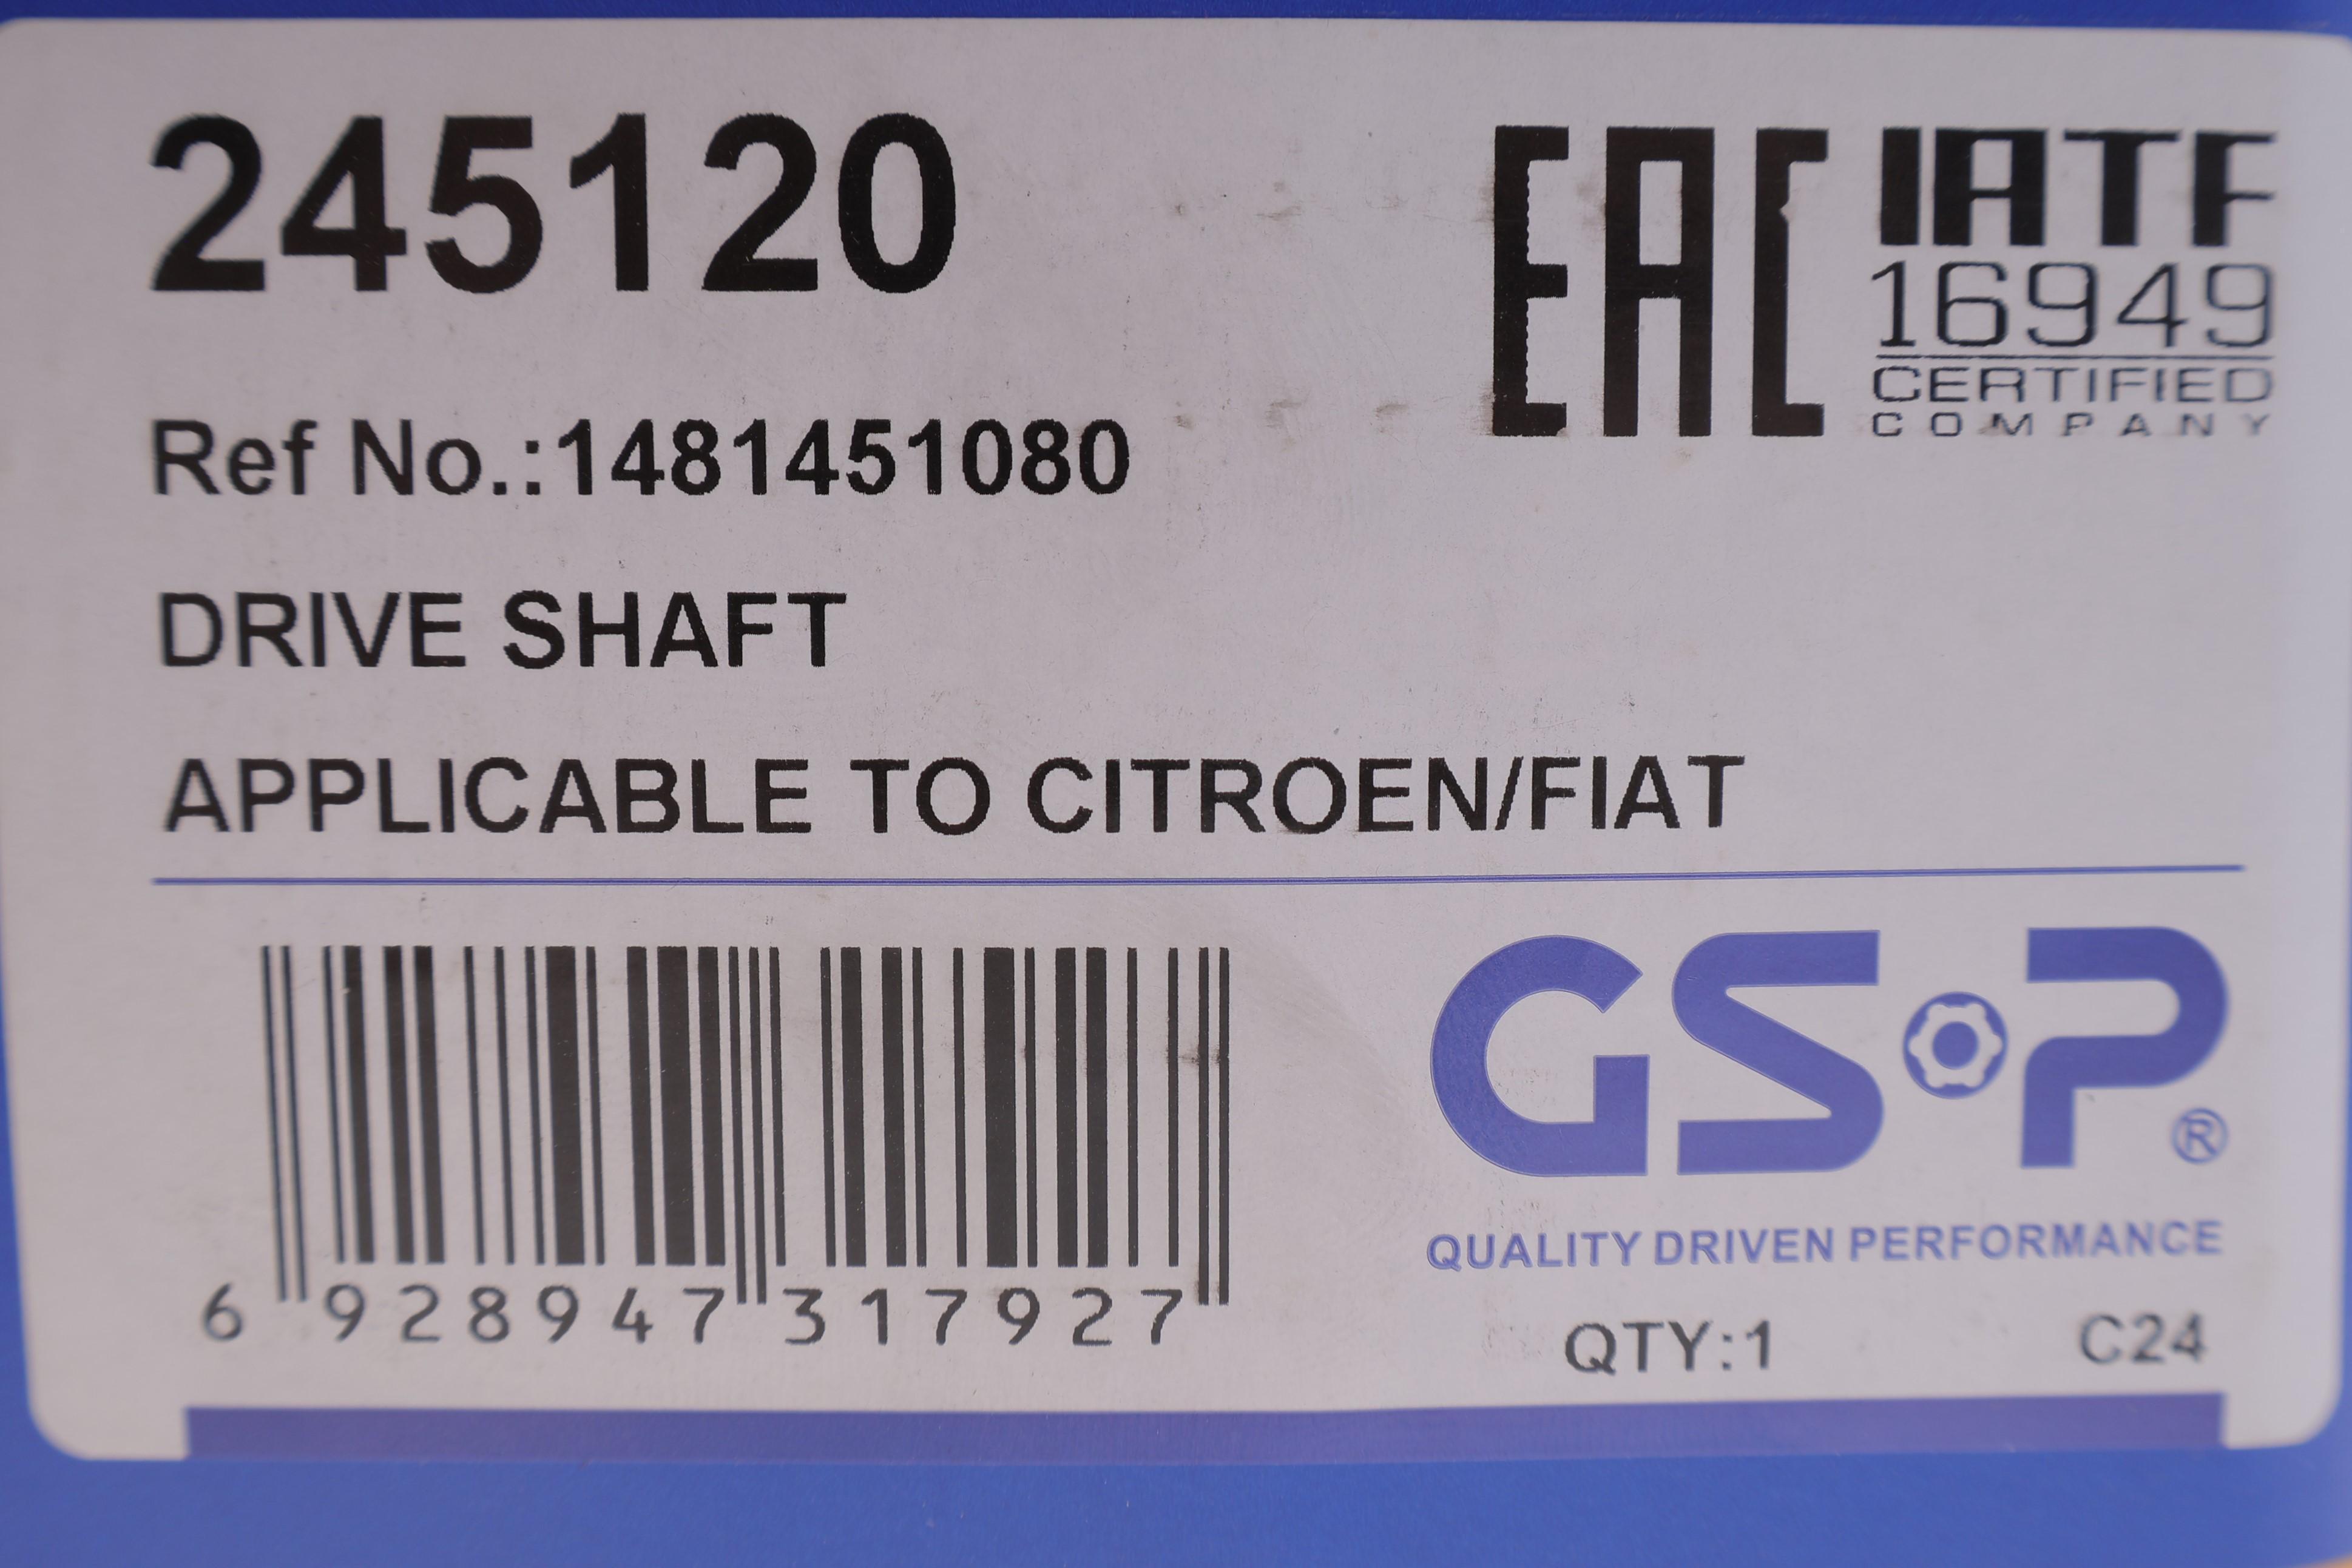 245120
EAC
IATF
16949
CERTIFIED
COMPANY
Ref No.:1481451080
DRIVE SHAFT
APPLICABLE TO CITROEN/FIAT
GSP®
QUALITY DRIVEN PERFORMANCE
6 928947 317927
QTY:1
C24